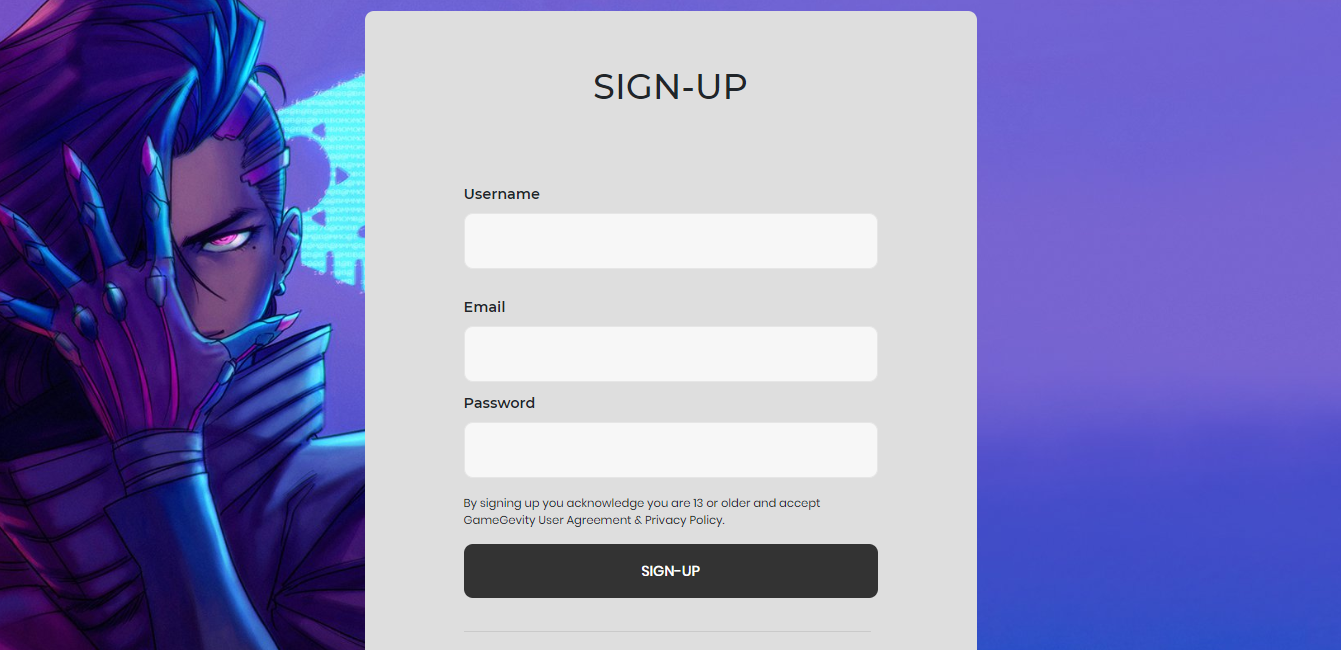 SIGN-UP
Username
Email
Password
By signing up you acknowledge you are 13 or older and accept
GameGevity User Agreement & Privacy Policy.
SIGN-UP